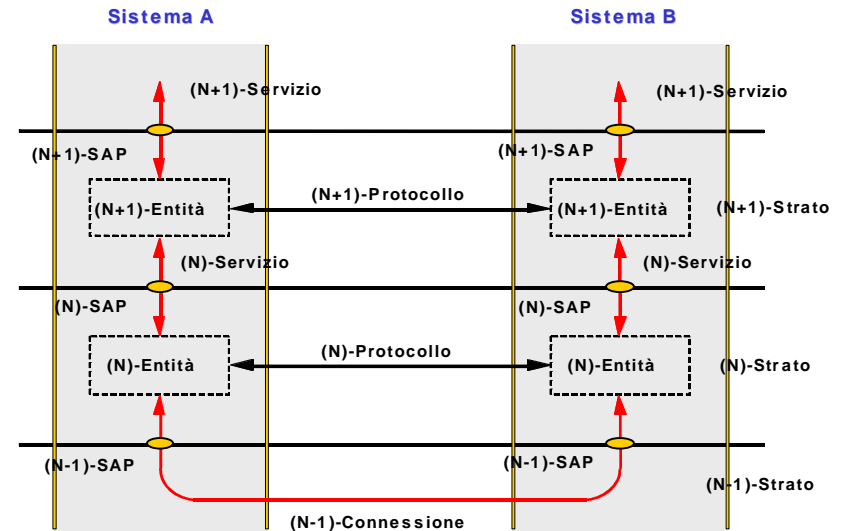 Sistema A
Sistema B
(N+1)-Servizio
(N+1)-Servizio
(N+1)-SAP
(N+1)-SAP
(N+1)-Protocollo
(N+1)-Entità
(N+1)-Entità
(N+1)-Strato
(N)-Servizio
(N)-Servizio
(N)-SAP
(N)-SAP
(N)-Protocollo
(N)-Entità
(N)-Entità
(N)-Strato
(N-1)-SAP
(N-1)-SAP
(N-1)-Strato
(N-1)-Connessione